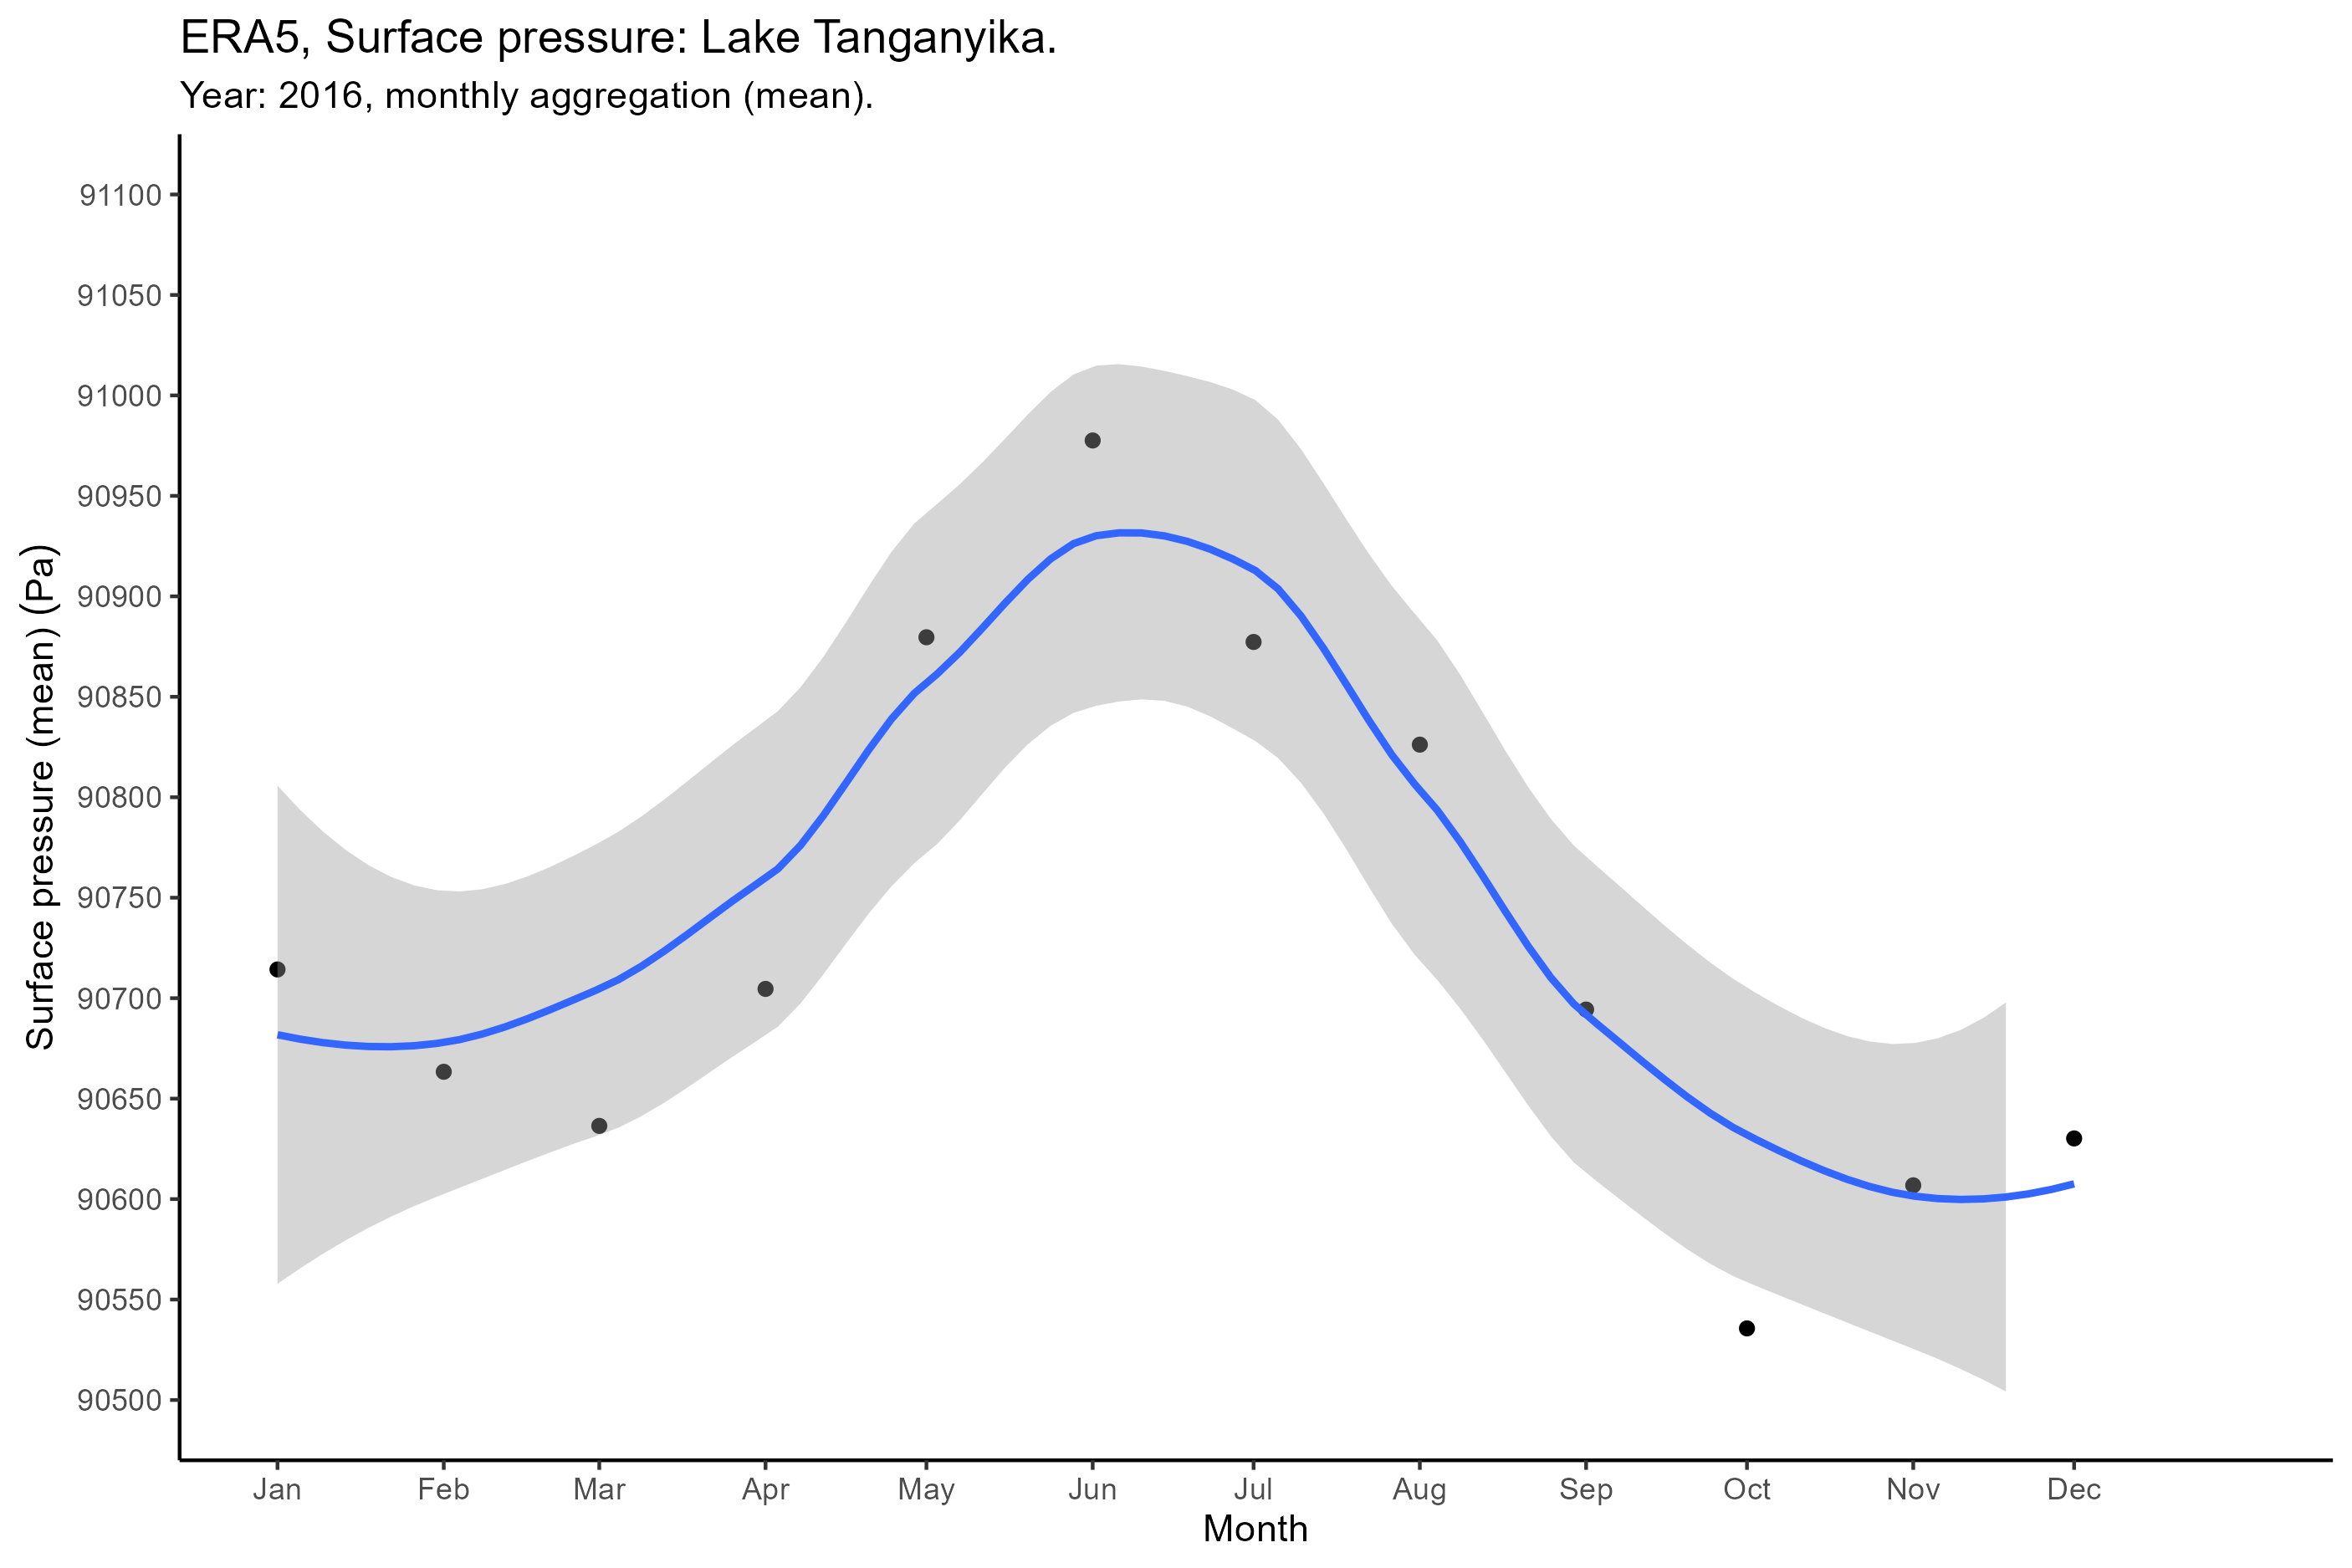 ERA5, Surface pressure: Lake Tanganyika.
Year: 2016, monthly aggregation (mean).
Surface pressure (mean) (Pa)
91100
91050
91000
90950
90900
90850
90800
90750
90700
90650
90600
90550
90500
Jan Feb Mar Apr May Jun Jul Aug Sep Oct Nov Dec
Month